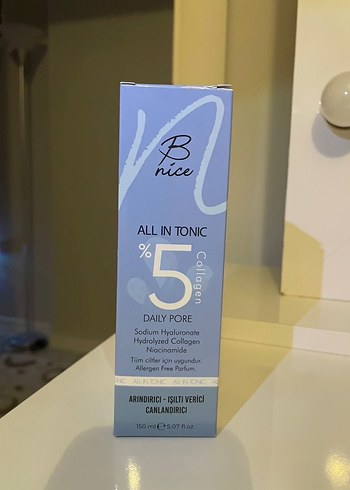 B
nice
ALL IN TONIC
%5
Collagen
DAILY PORE
Sodium Hyaluronate
Hydrolyzed Collagen
Niacinamide
Tüm ciltler için uygundur.
Allergen Free Parfum.
ALL IN TONIC ALL IN TONIC
ARINDIRICI - IŞILTI VERİCİ
CANLANDIRICI
150 ml ℮ 5.07 fl oz.